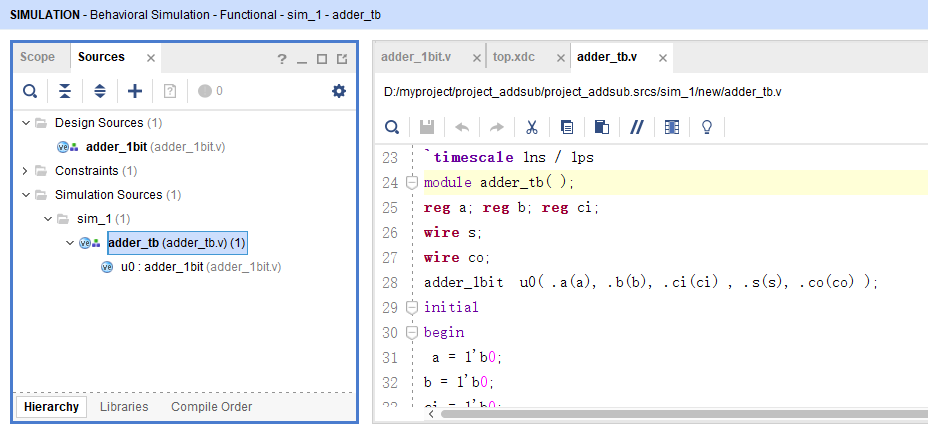 SIMULATION - Behavioral Simulation - Functional - sim_1 - adder_tb
Scope Sources
0
Design Sources (1)
adder_1bit (adder_1bit.v)
Constraints (1)
Simulation Sources (1)
sim_1 (1)
adder_tb (adder_tb.v) (1)
u0 : adder_1bit (adder_1bit.v)
Hierarchy Libraries Compile Order
adder_1bit.v top.xdc adder_tb.v
D:/myproject/project_addsub/project_addsub.srcs/sim_1/new/adder_tb.v
23 `timescale 1ns / 1ps
24 module adder_tb( );
25 reg a; reg b; reg ci;
26 wire s;
27 wire co;
28 adder_1bit u0( .a(a), .b(b), .ci(ci) , .s(s), .co(co) );
29 initial
30 begin
31 a = 1'b0;
32 b = 1'b0;
33 ci = 1'b0;